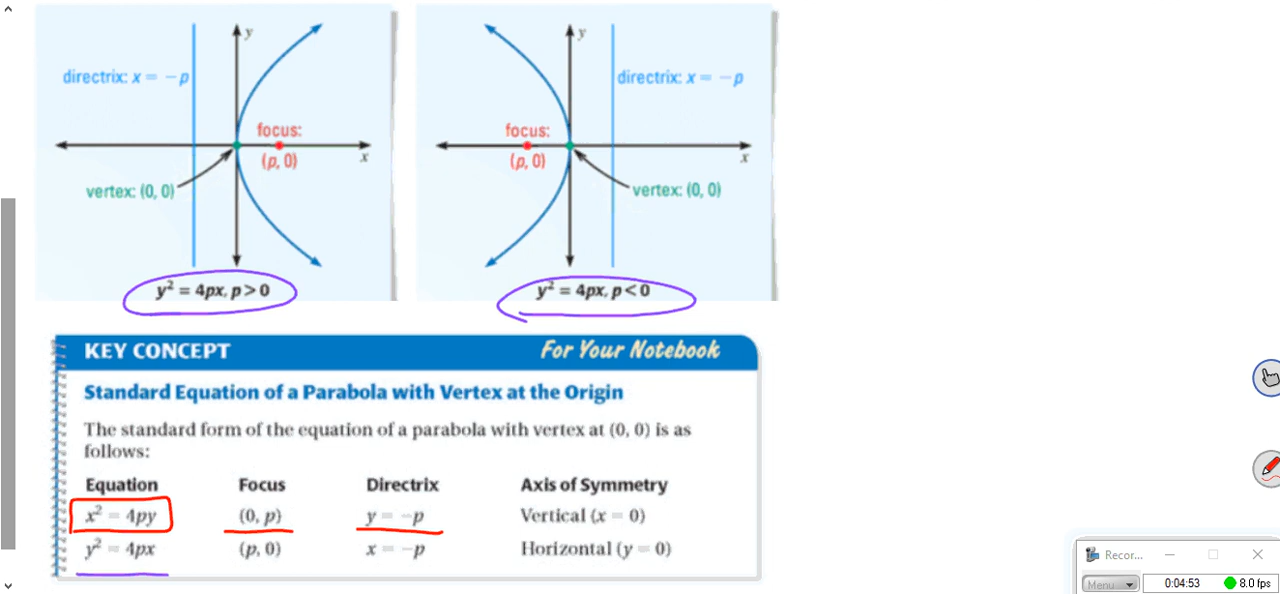 y
directrix: x = −p
focus:
(p, 0)
x
vertex: (0, 0)
y² = 4px, p > 0
y
directrix: x = −p
focus:
(p, 0)
x
vertex: (0, 0)
y² = 4px, p < 0
KEY CONCEPT For Your Notebook
Standard Equation of a Parabola with Vertex at the Origin
The standard form of the equation of a parabola with vertex at (0, 0) is as
follows:
Equation Focus Directrix Axis of Symmetry
x² = 4py (0, p) y = −p Vertical (x = 0)
y² = 4px (p, 0) x = −p Horizontal (y = 0)
Recor...
Menu 0:04:53 8.0 fps